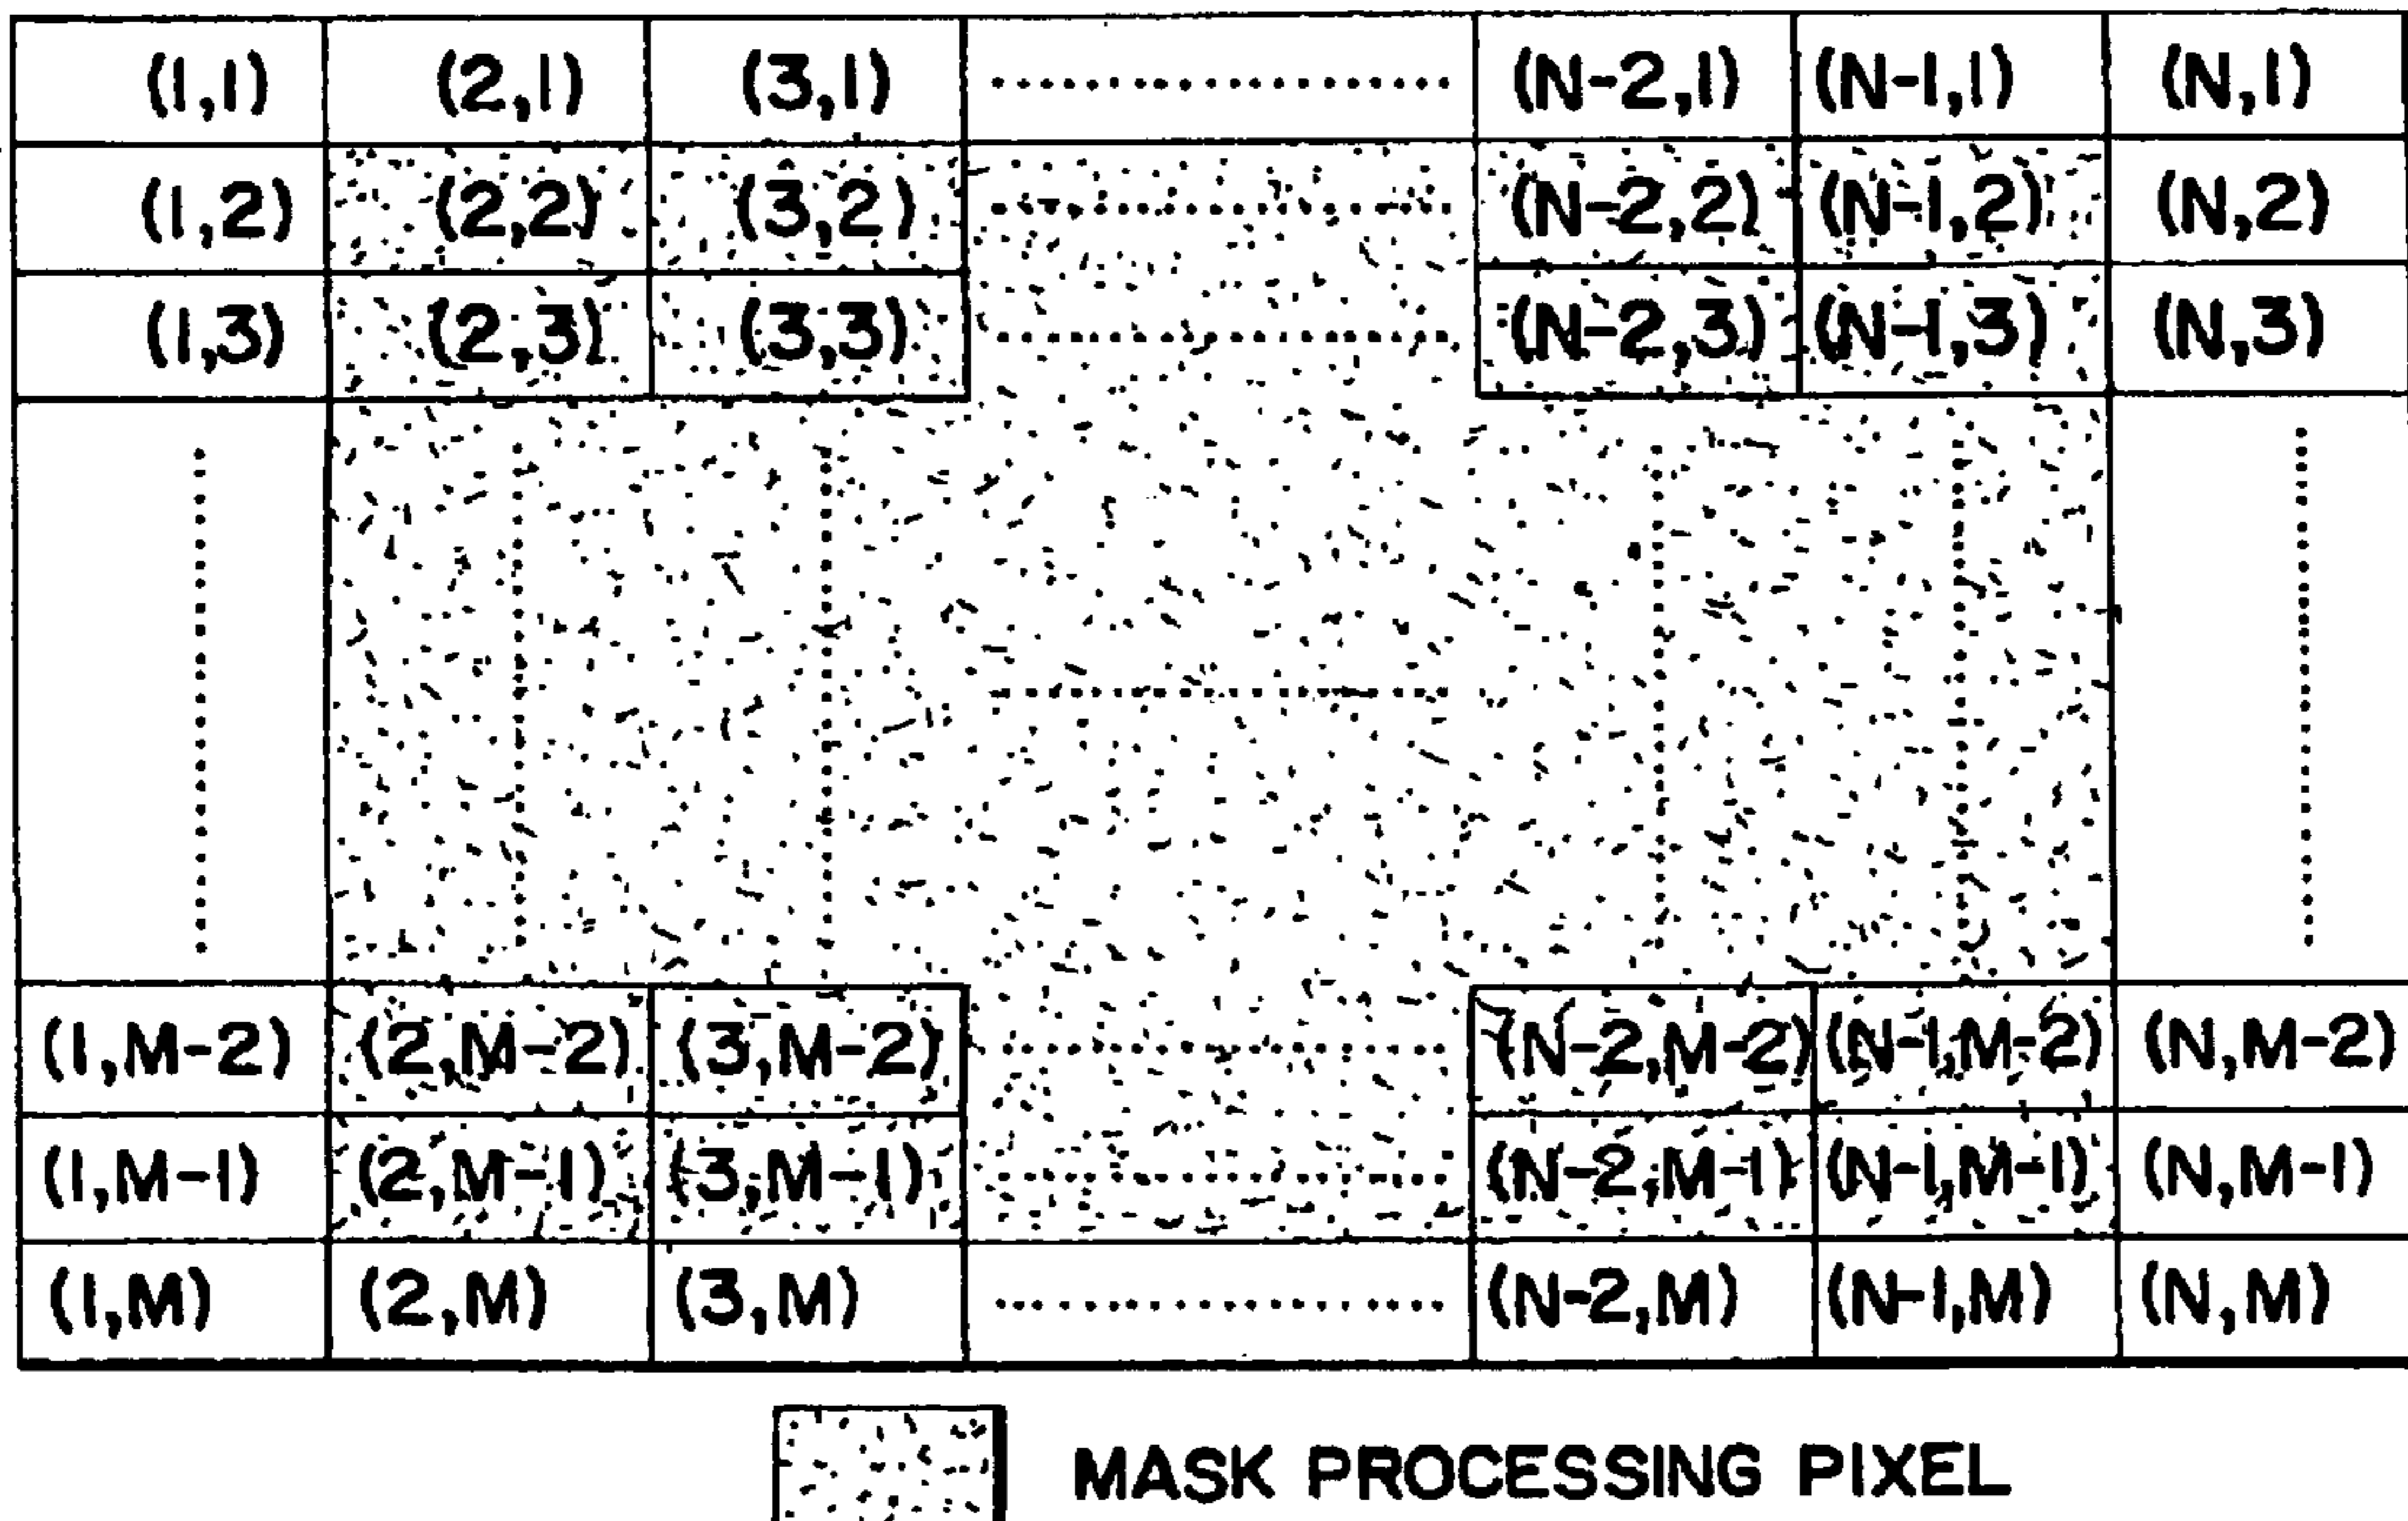 (1,1) (2,1) (3,1) .................... (N-2,1) (N-1,1) (N,1)
(1,2) (2,2) (3,2) .................... (N-2,2) (N-1,2) (N,2)
(1,3) (2,3) (3,3) .................... (N-2,3) (N-1,3) (N,3)
(1,M-2) (2,M-2) (3,M-2) .................... (N-2,M-2) (N-1,M-2) (N,M-2)
(1,M-1) (2,M-1) (3,M-1) .................... (N-2,M-1) (N-1,M-1) (N,M-1)
(1,M) (2,M) (3,M) .................... (N-2,M) (N-1,M) (N,M)
MASK PROCESSING PIXEL